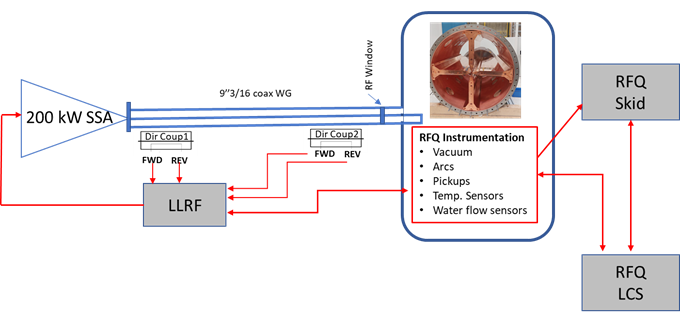 RF Window
9’’3/16 coax WG
200 kW SSA
Dir Coup1
FWD REV
Dir Coup2
FWD REV
LLRF
RFQ Instrumentation
• Vacuum
• Arcs
• Pickups
• Temp. Sensors
• Water flow sensors
RFQ
Skid
RFQ
LCS